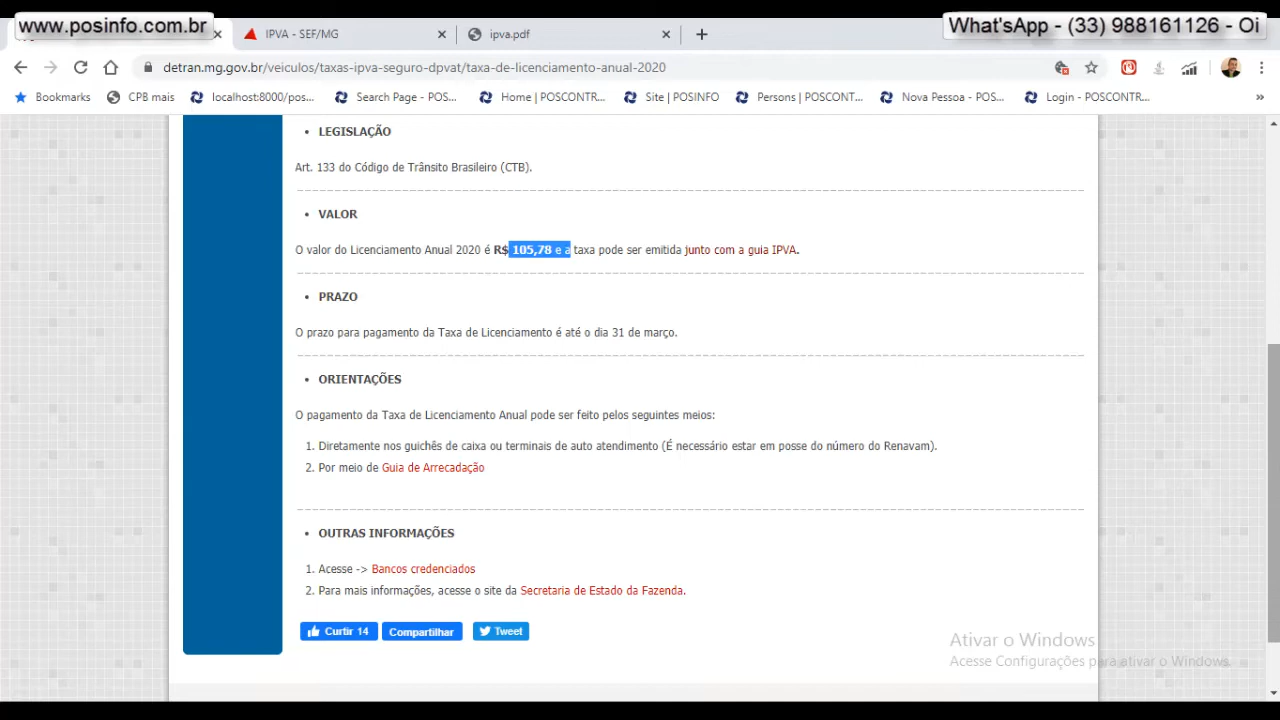 www.posinfo.com.br
What'sApp - (33) 988161126 - Oi
IPVA - SEF/MG
ipva.pdf
detran.mg.gov.br/veiculos/taxas-ipva-seguro-dpvat/taxa-de-licenciamento-anual-2020
Bookmarks
CPB mais
localhost:8000/pos...
Search Page - POS...
Home | POSCONTR...
Site | POSINFO
Persons | POSCONT...
Nova Pessoa - POS...
Login - POSCONTR...
»
• LEGISLAÇÃO
Art. 133 do Código de Trânsito Brasileiro (CTB).
• VALOR
O valor do Licenciamento Anual 2020 é R$ 105,78 e a taxa pode ser emitida junto com a guia IPVA.
• PRAZO
O prazo para pagamento da Taxa de Licenciamento é até o dia 31 de março.
• ORIENTAÇÕES
O pagamento da Taxa de Licenciamento Anual pode ser feito pelos seguintes meios:
1. Diretamente nos guichês de caixa ou terminais de auto atendimento (É necessário estar em posse do número do Renavam).
2. Por meio de Guia de Arrecadação
• OUTRAS INFORMAÇÕES
1. Acesse -> Bancos credenciados
2. Para mais informações, acesse o site da Secretaria de Estado da Fazenda.
Curtir 14
Compartilhar
Tweet
Ativar o Windows
Acesse Configurações para ativar o Windows.